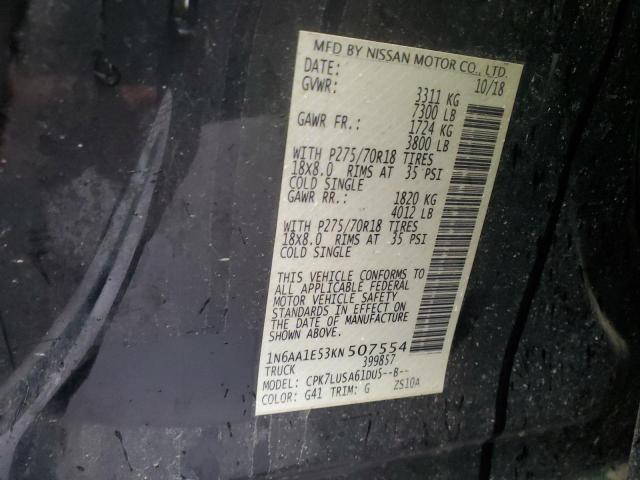 MFD BY NISSAN MOTOR CO., LTD.
DATE: 10/18
GVWR: 3311 KG
7300 LB
GAWR FR.: 1724 KG
3800 LB
WITH P275/70R18 TIRES
18X8.0 RIMS AT 35 PSI
COLD SINGLE
GAWR RR.: 1820 KG
4012 LB
WITH P275/70R18 TIRES
18X8.0 RIMS AT 35 PSI
COLD SINGLE
THIS VEHICLE CONFORMS TO
ALL APPLICABLE FEDERAL
MOTOR VEHICLE SAFETY
STANDARDS IN EFFECT ON
THE DATE OF MANUFACTURE
SHOWN ABOVE.
1N6AA1E53KN507554
TRUCK 399857
MODEL: CPK7LUSA61DU5--B--
COLOR: G41 TRIM: G ZS10A